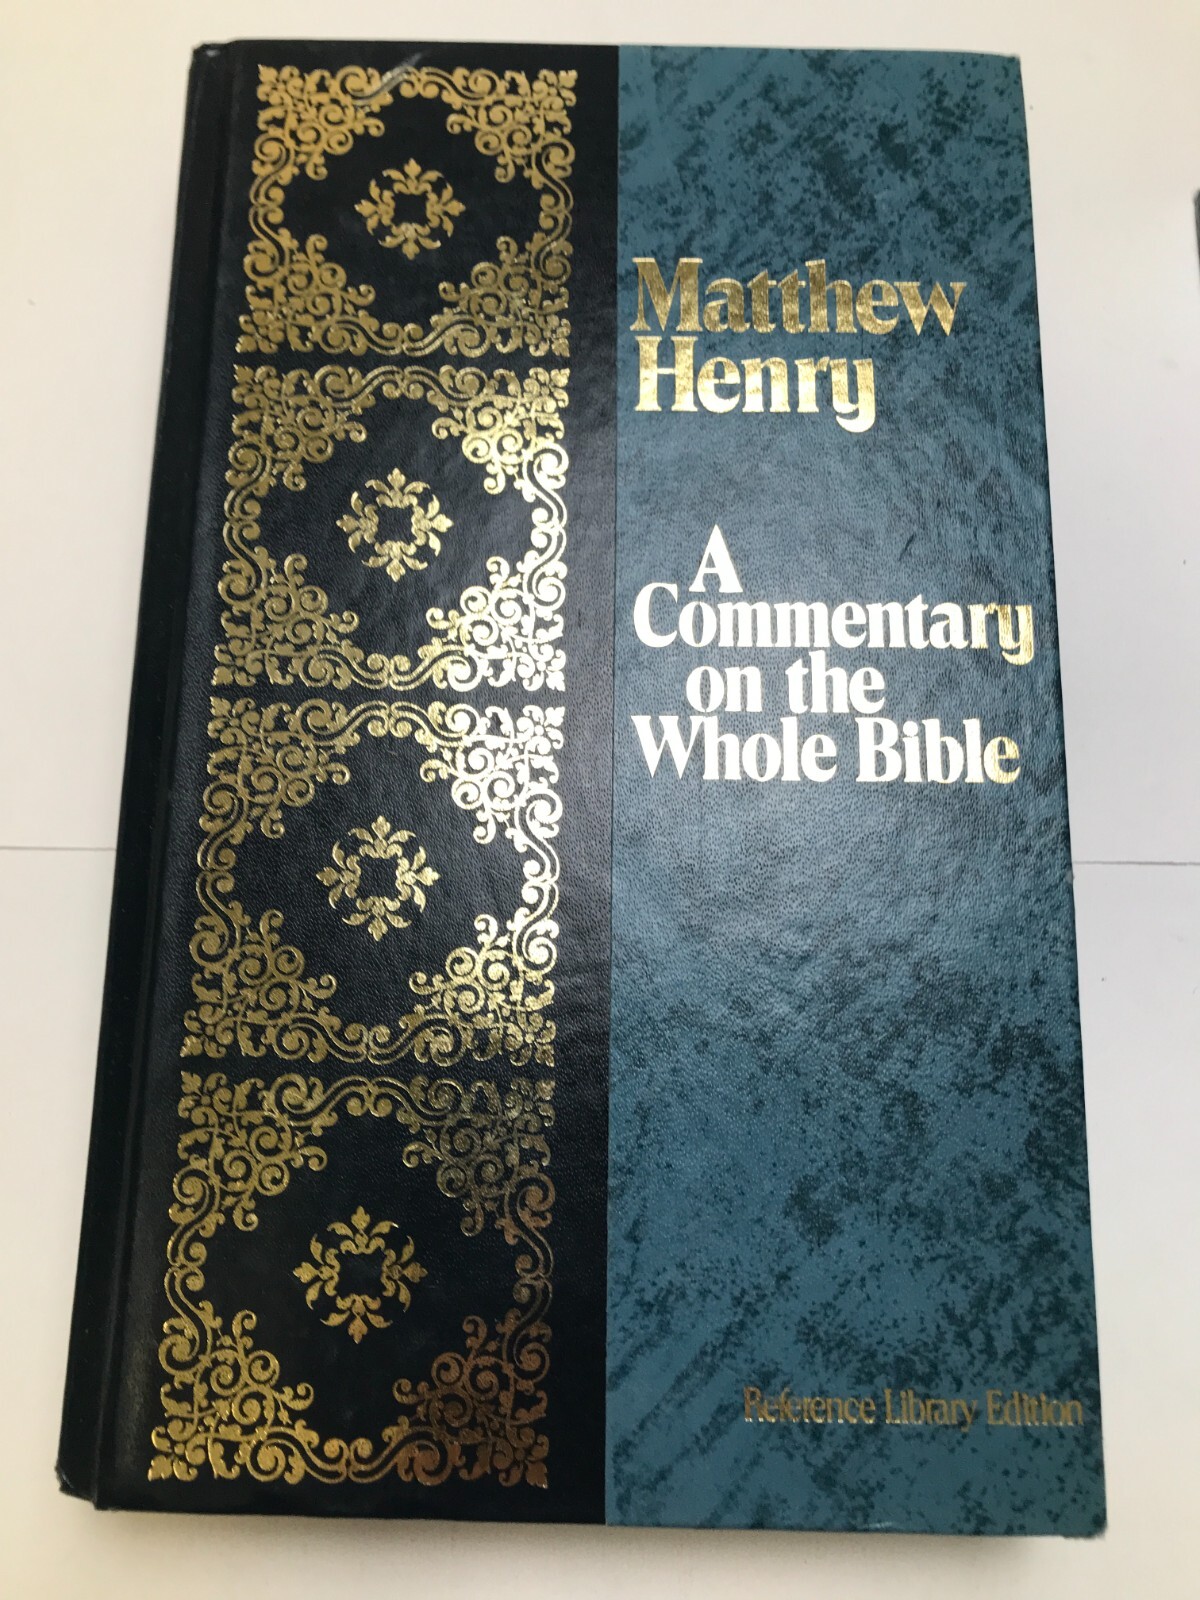 Matthew
Henry
A
Commentary
on the
Whole Bible
Reference Library Edition